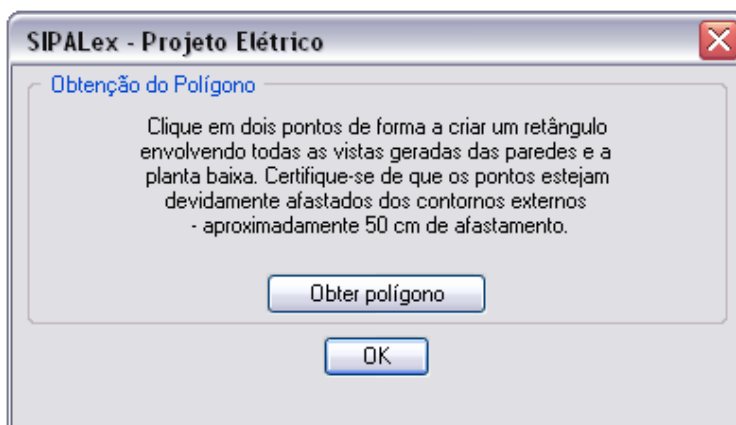 SIPALex - Projeto Elétrico
Obtenção do Polígono
Clique em dois pontos de forma a criar um retângulo
envolvendo todas as vistas geradas das paredes e a
planta baixa. Certifique-se de que os pontos estejam
devidamente afastados dos contornos externos
- aproximadamente 50 cm de afastamento.
Obter polígono
OK